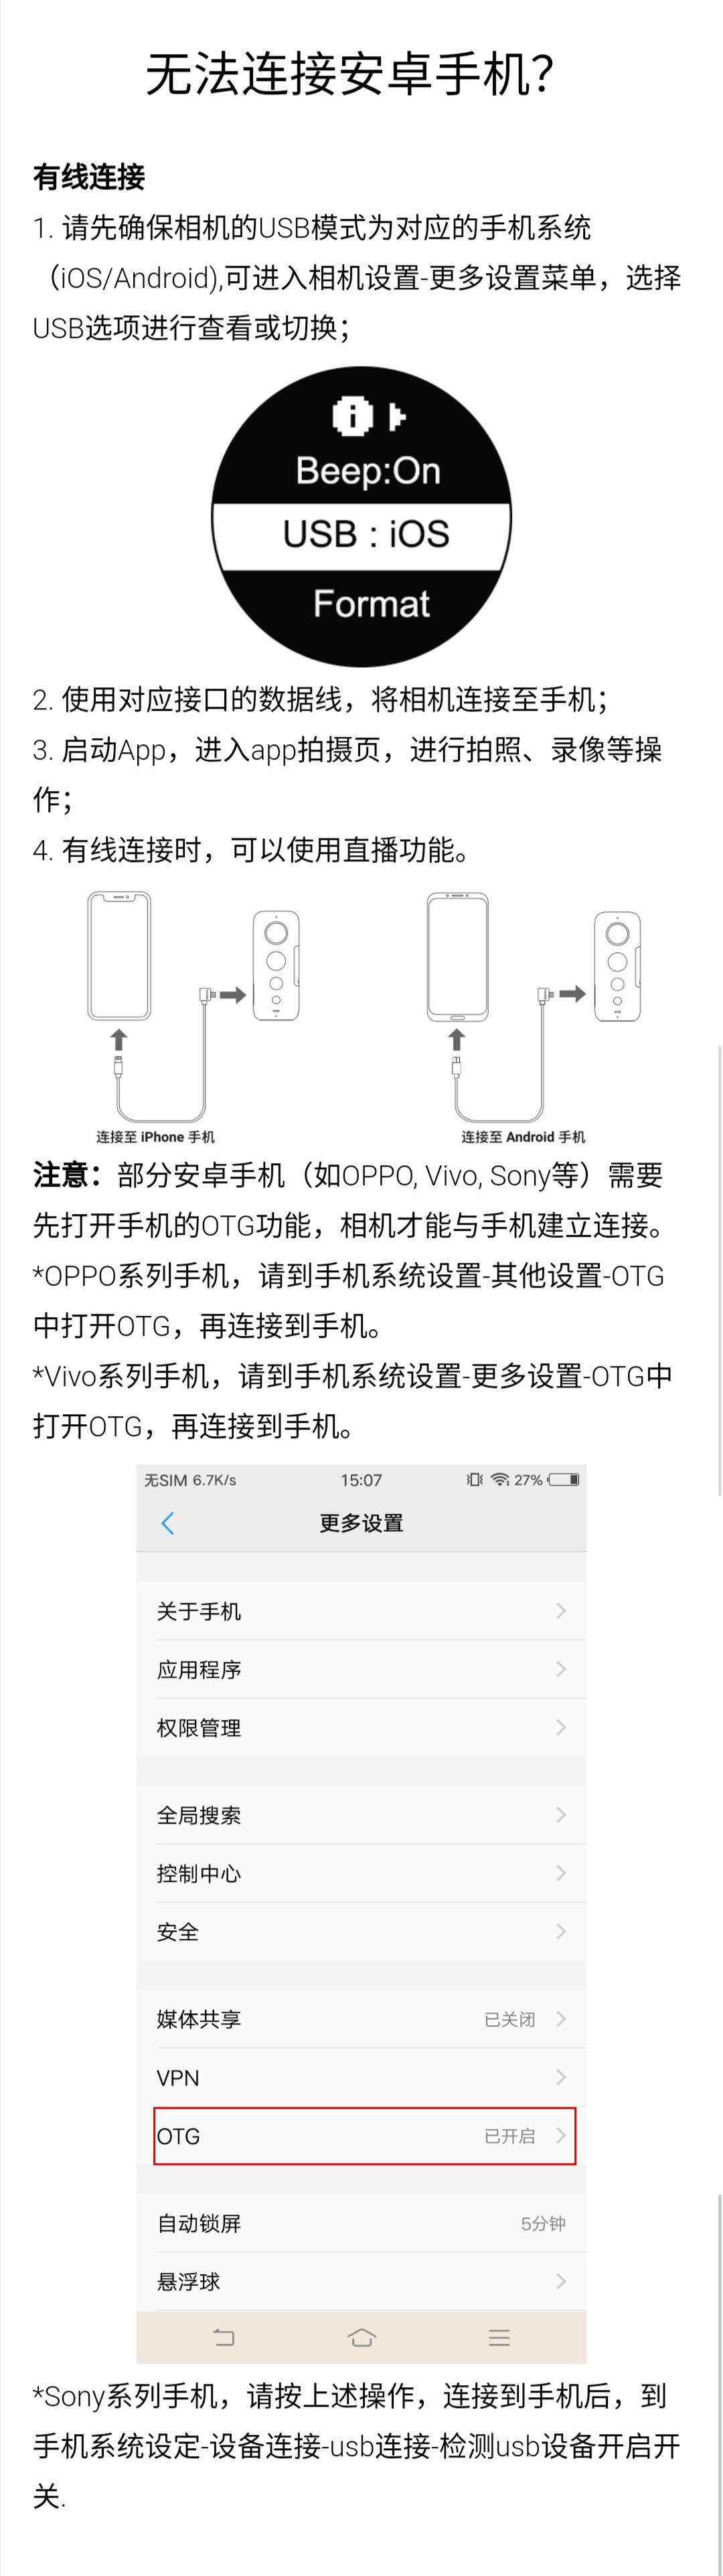 无法连接安卓手机？
有线连接
1. 请先确保相机的USB模式为对应的手机系统
（iOS/Android),可进入相机设置-更多设置菜单，选择
USB选项进行查看或切换；
i
Beep:On
USB : iOS
Format
2. 使用对应接口的数据线，将相机连接至手机；
3. 启动App，进入app拍摄页，进行拍照、录像等操
作；
4. 有线连接时，可以使用直播功能。
连接至 iPhone 手机
连接至 Android 手机
注意：部分安卓手机（如OPPO, Vivo, Sony等）需要
先打开手机的OTG功能，相机才能与手机建立连接。
*OPPO系列手机，请到手机系统设置-其他设置-OTG
中打开OTG，再连接到手机。
*Vivo系列手机，请到手机系统设置-更多设置-OTG中
打开OTG，再连接到手机。
无SIM 6.7K/s 15:07 27%
更多设置
关于手机
应用程序
权限管理
全局搜索
控制中心
安全
媒体共享 已关闭
VPN
OTG 已开启
自动锁屏 5分钟
悬浮球
*Sony系列手机，请按上述操作，连接到手机后，到
手机系统设定-设备连接-usb连接-检测usb设备开启开
关.